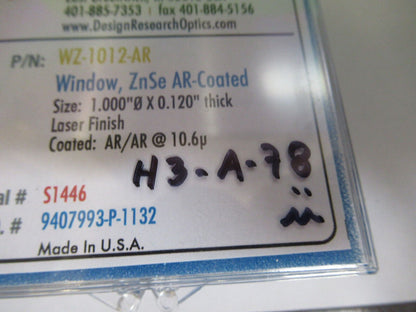 401-885-7353 | fax 401-884-5156
www.DesignResearchOptics.com
P/N: WZ-1012-AR
Window, ZnSe AR-Coated
Size: 1.000"Ø X 0.120" thick
Laser Finish
Coated: AR/AR @ 10.6μ
H3-A-78
al # S1446
. # 9407993-P-1132
Made in U.S.A.